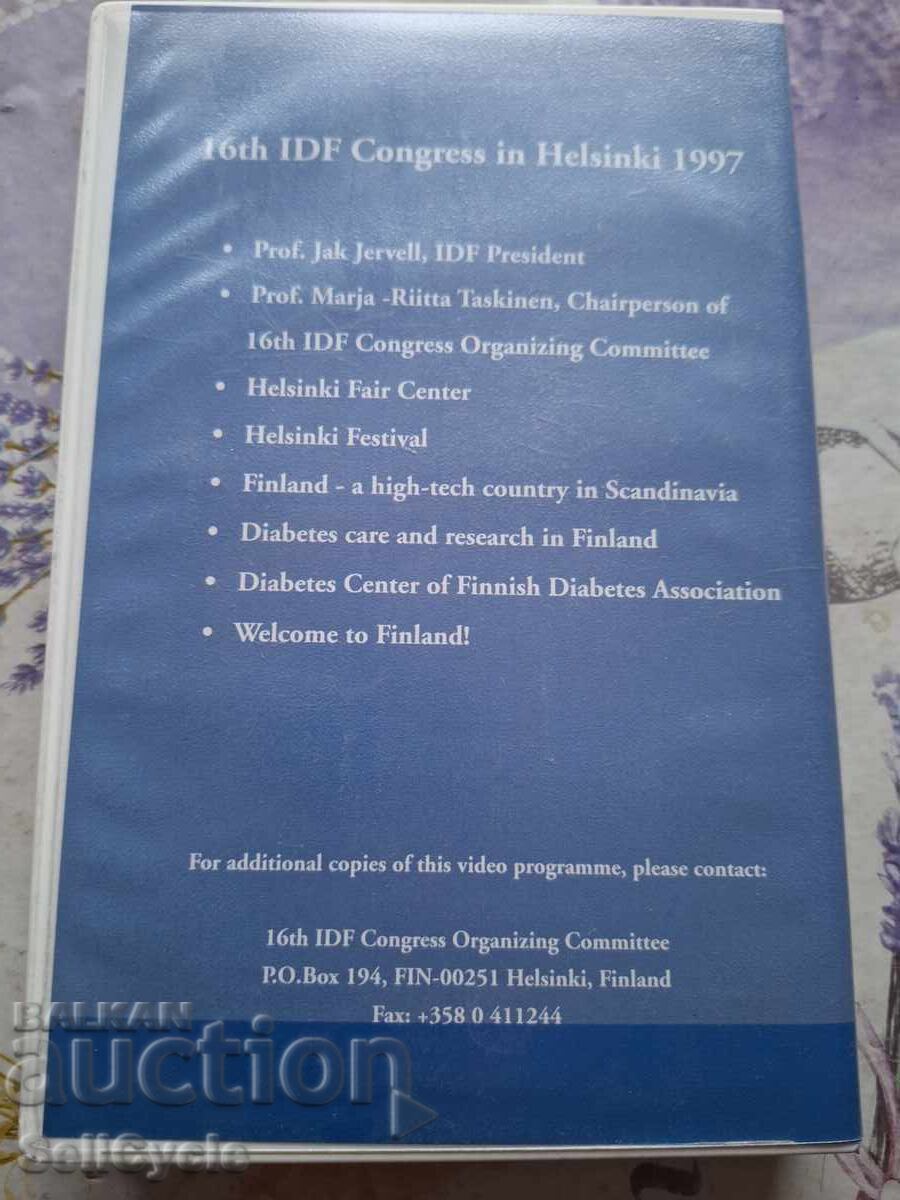 16th IDF Congress in Helsinki 1997
• Prof. Jak Jervell, IDF President
• Prof. Marja -Riitta Taskinen, Chairperson of
16th IDF Congress Organizing Committee
• Helsinki Fair Center
• Helsinki Festival
• Finland - a high-tech country in Scandinavia
• Diabetes care and research in Finland
• Diabetes Center of Finnish Diabetes Association
• Welcome to Finland!
For additional copies of this video programme, please contact:
16th IDF Congress Organizing Committee
P.O.Box 194, FIN-00251 Helsinki, Finland
Fax: +358 0 411244
BALKAN
auction
SellCycle